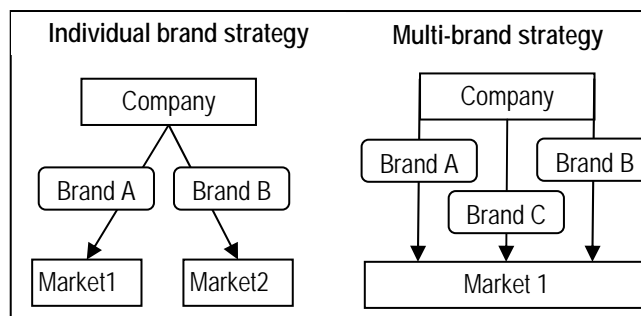 Individual brand strategy
Company
Brand A
Brand B
Market1
Market2
Multi-brand strategy
Company
Brand A
Brand B
Brand C
Market 1